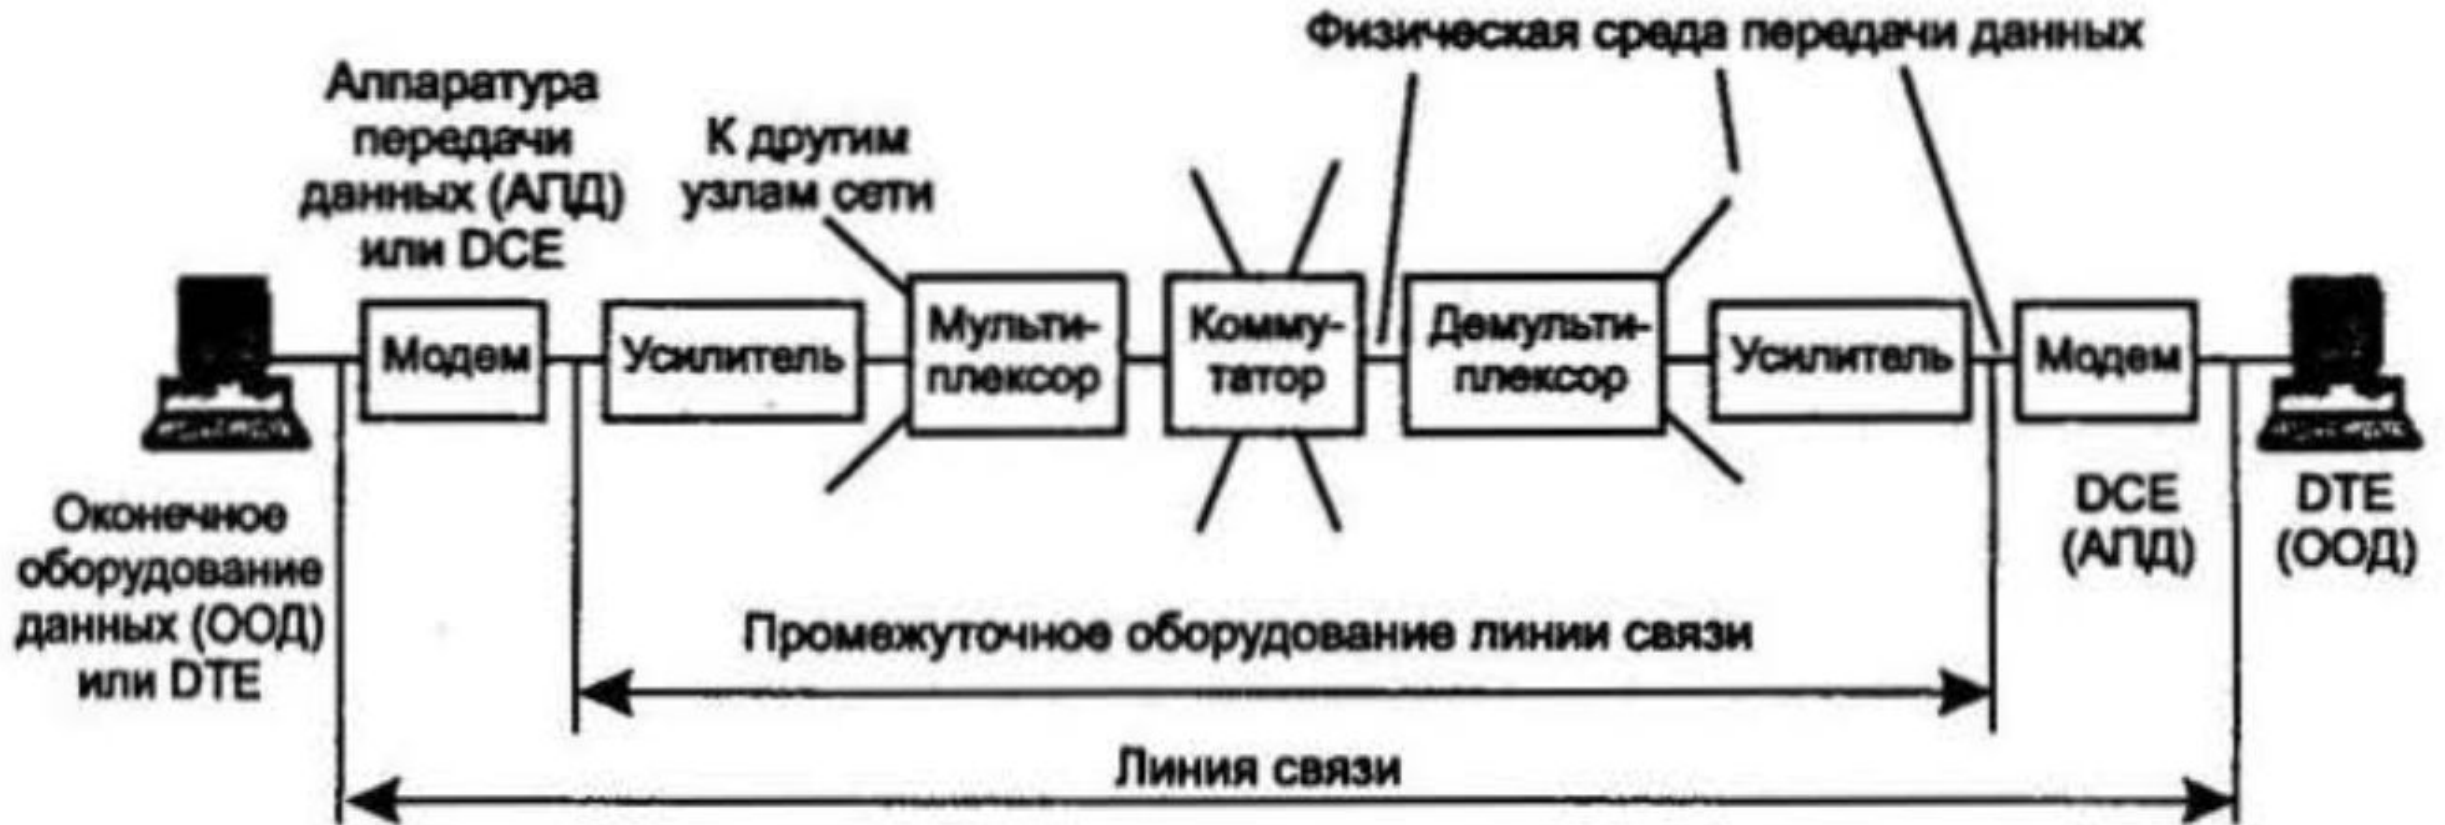 Физическая среда передачи данных
Аппаратура
передачи
данных (АПД)
или DCE
К другим
узлам сети
Модем
Усилитель
Мульти-
плексор
Комму-
татор
Демульти-
плексор
Усилитель
Модем
Оконечное
оборудование
данных (ООД)
или DTE
DCE
(АПД)
DTE
(ООД)
Промежуточное оборудование линии связи
Линия связи